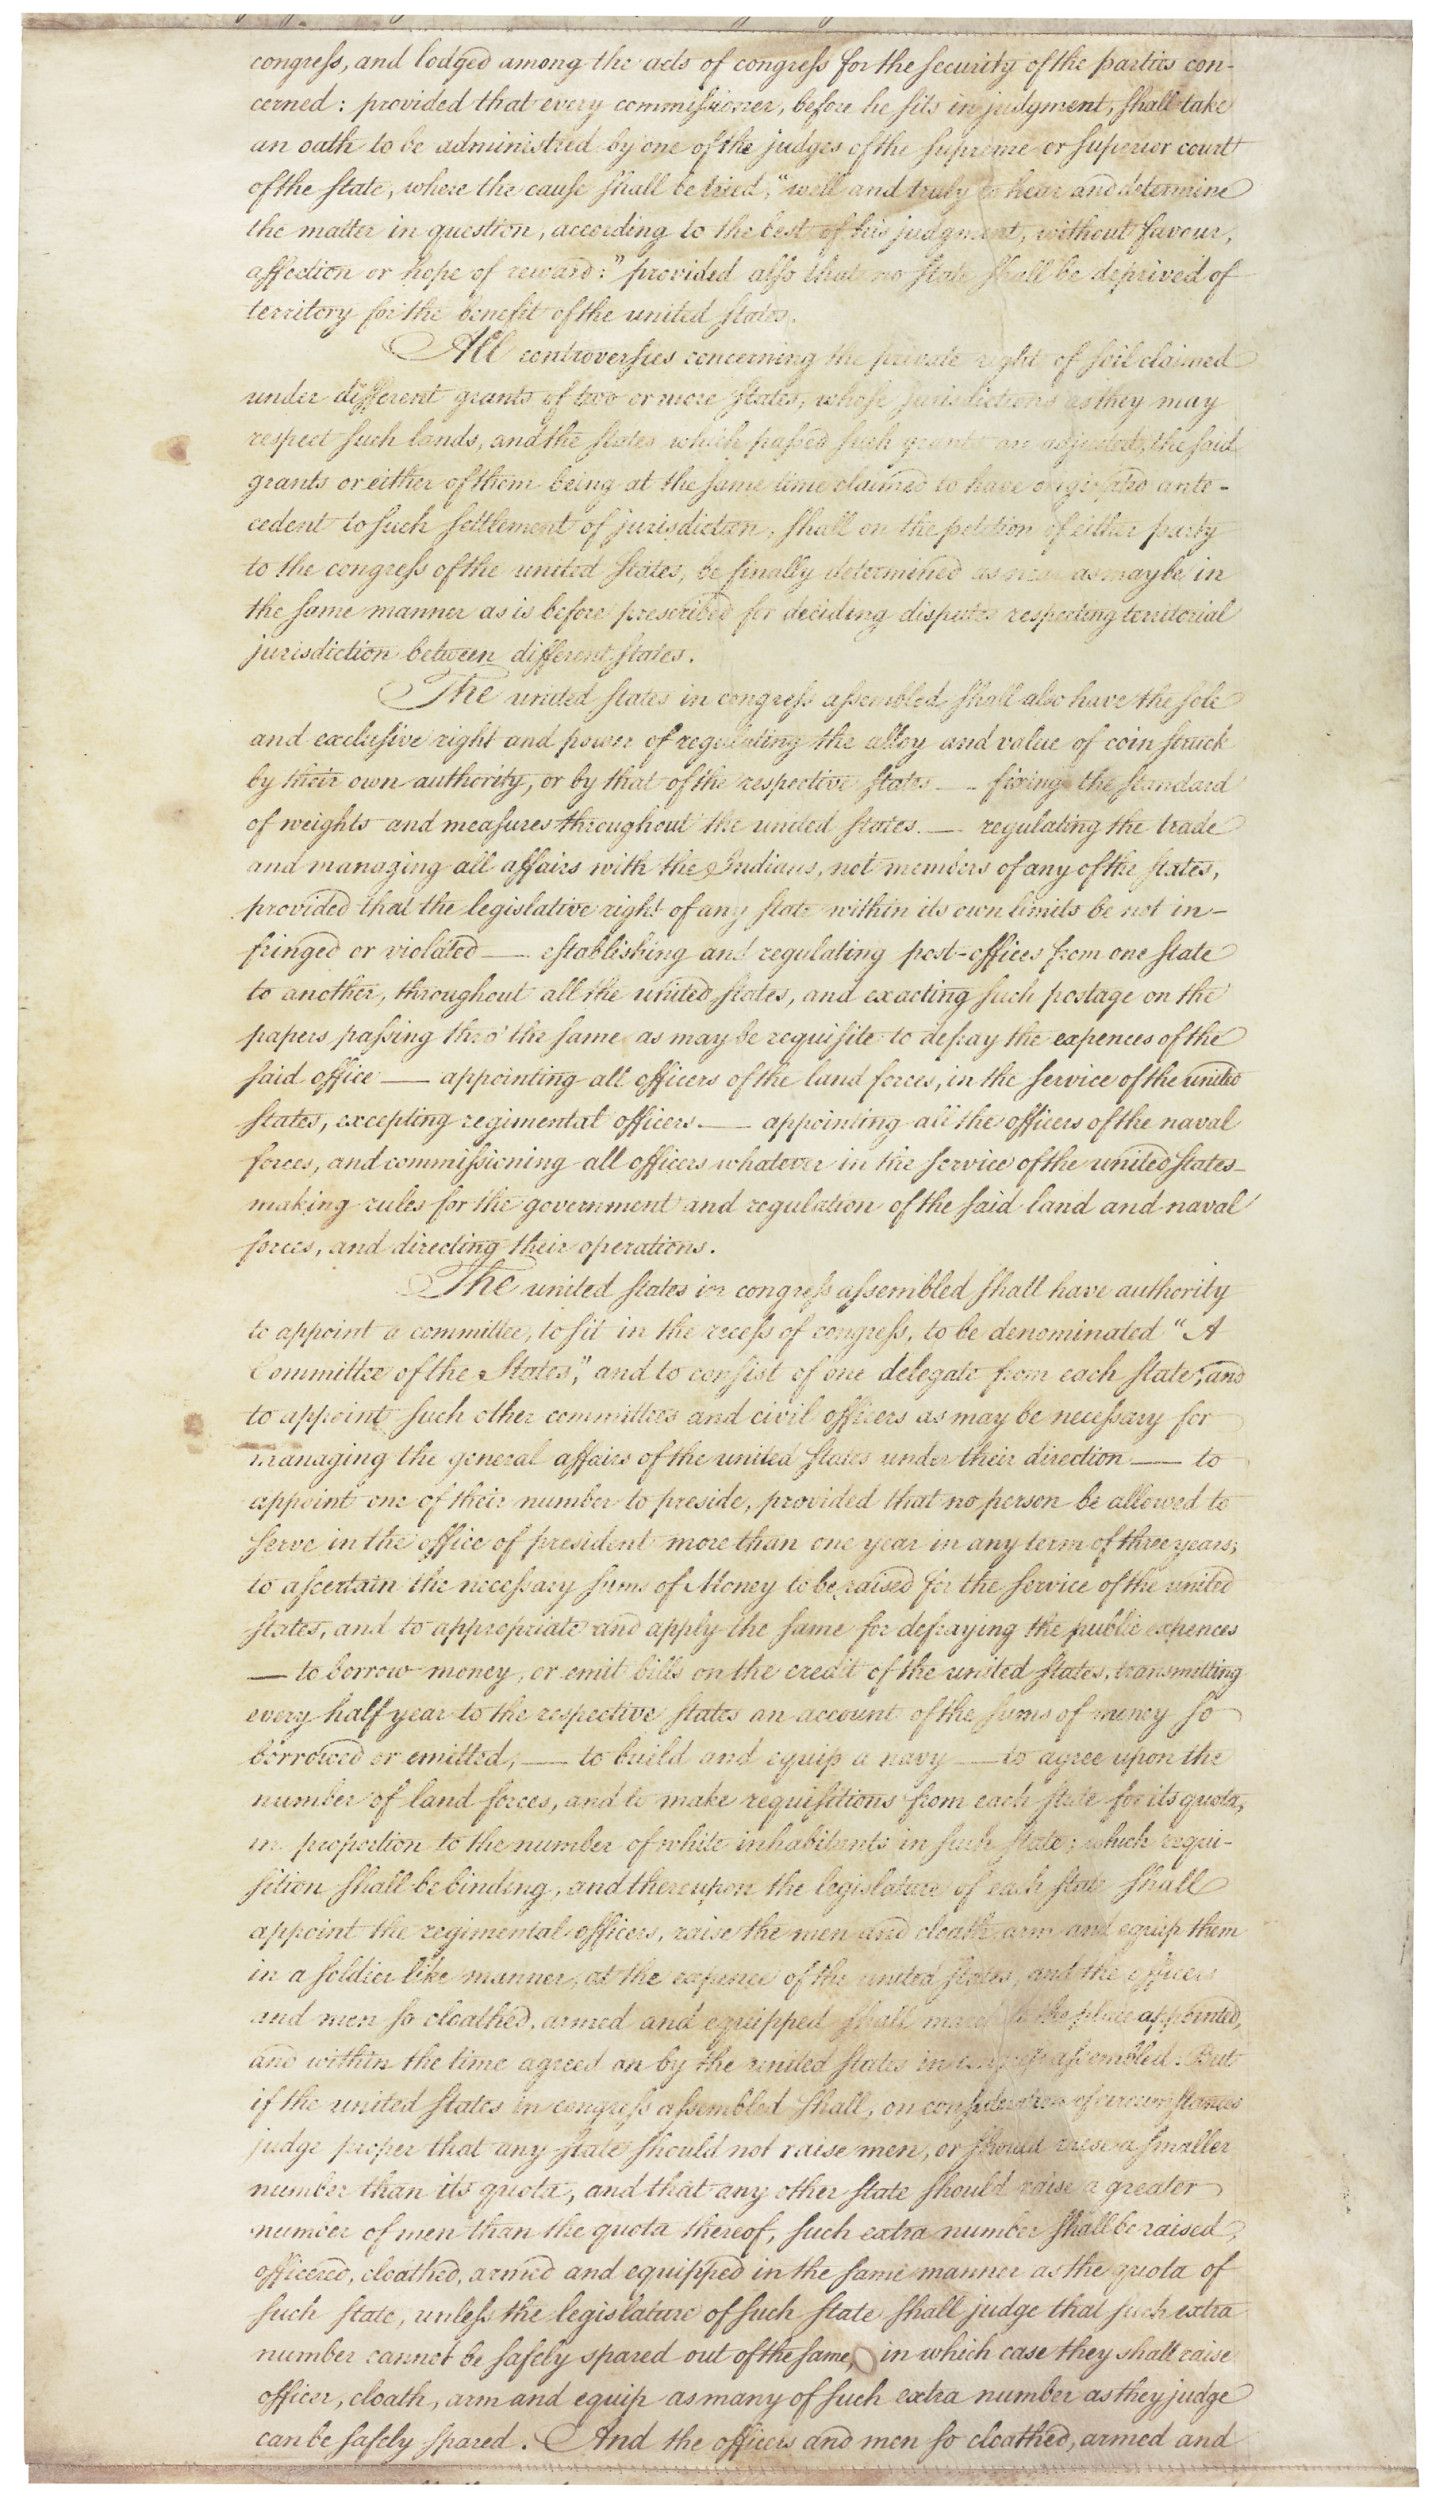 congress, and lodged among the acts of congress for the security of the parties con-
cerned: provided that every commissioner, before he sits in judgment, shall take
an oath to be administred by one of the judges of the supreme or superior court
of the state, where the cause shall be tried, "well and truly to hear and determine
the matter in question, according to the best of his judgment, without favour,
affection or hope of reward:" provided also that no state shall be deprived of
territory for the benefit of the united states.
All controversies concerning the private right of soil claimed
under different grants of two or more states, whose jurisdictions as they may
respect such lands, and the states which passed such grants are adjusted, the said
grants or either of them being at the same time claimed to have originated ante-
cedent to such settlement of jurisdiction, shall on the petition of either party
to the congress of the united states, be finally determined as near as may be in
the same manner as is before prescribed for deciding disputes respecting territorial
jurisdiction between different states.
The united states in congress assembled shall also have the sole
and exclusive right and power of regulating the alloy and value of coin struck
by their own authority, or by that of the respective states — fixing the standard
of weights and measures throughout the united states. — regulating the trade
and managing all affairs with the Indians, not members of any of the states,
provided that the legislative right of any state within its own limits be not in-
fringed or violated — establishing and regulating post-offices from one state
to another, throughout all the united states, and exacting such postage on the
papers passing thro' the same as may be requisite to defray the expences of the
said office — appointing all officers of the land forces, in the service of the united
states, excepting regimental officers. — appointing all the officers of the naval
forces, and commissioning all officers whatever in the service of the united states —
making rules for the government and regulation of the said land and naval
forces, and directing their operations.
The united states in congress assembled shall have authority
to appoint a committee, to sit in the recess of congress, to be denominated "A
Committee of the States," and to consist of one delegate from each state; and
to appoint such other committees and civil officers as may be necessary for
managing the general affairs of the united states under their direction — to
appoint one of their number to preside, provided that no person be allowed to
serve in the office of president more than one year in any term of three years;
to ascertain the necessary sums of Money to be raised for the service of the united
states, and to appropriate and apply the same for defraying the public expences
— to borrow money, or emit bills on the credit of the united states, transmitting
every half year to the respective states an account of the sums of money so
borrowed or emitted, — to build and equip a navy — to agree upon the
number of land forces, and to make requisitions from each state for its quota,
in proportion to the number of white inhabitants in such state; which requi-
sition shall be binding, and thereupon the legislature of each state shall
appoint the regimental officers, raise the men and cloath, arm and equip them
in a soldier like manner, at the expence of the united states, and the officers
and men so cloathed, armed and equipped shall march to the place appointed,
and within the time agreed on by the united states in congress assembled: But
if the united states in congress assembled shall, on consideration of circumstances
judge proper that any state should not raise men, or should raise a smaller
number than its quota, and that any other state should raise a greater
number of men than the quota thereof, such extra number shall be raised,
officered, cloathed, armed and equipped in the same manner as the quota of
such state, unless the legislature of such state shall judge that such extra
number cannot be safely spared out of the same, in which case they shall raise
officer, cloath, arm and equip as many of such extra number as they judge
can be safely spared. And the officers and men so cloathed, armed and